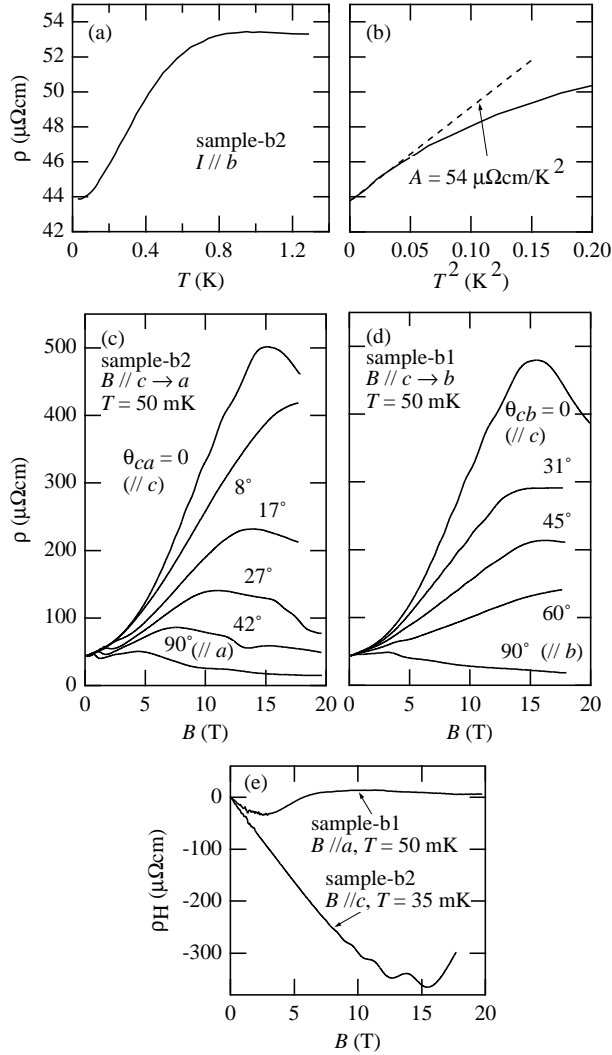 (a)
54
52
50
48
46
44
42
ρ (μΩcm)
sample-b2
I // b
0
0.4
0.8
1.2
T (K)
(b)
A = 54 μΩcm/K²
0
0.05
0.10
0.15
0.20
T² (K²)
(c)
sample-b2
B // c → a
T = 50 mK
θca = 0
(// c)
8°
17°
27°
42°
90° (// a)
500
400
300
200
100
0
ρ (μΩcm)
0
5
10
15
20
B (T)
(d)
sample-b1
B // c → b
T = 50 mK
θcb = 0
(// c)
31°
45°
60°
90° (// b)
0
5
10
15
20
B (T)
(e)
0
-100
-200
-300
ρH (μΩcm)
sample-b1
B //a, T = 50 mK
sample-b2
B //c, T = 35 mK
0
5
10
15
20
B (T)